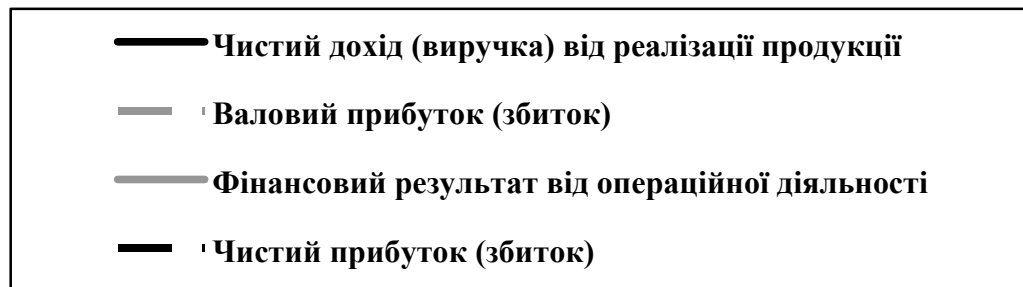 Чистий дохід (виручка) від реалізації продукції
Валовий прибуток (збиток)
Фінансовий результат від операційної діяльності
Чистий прибуток (збиток)